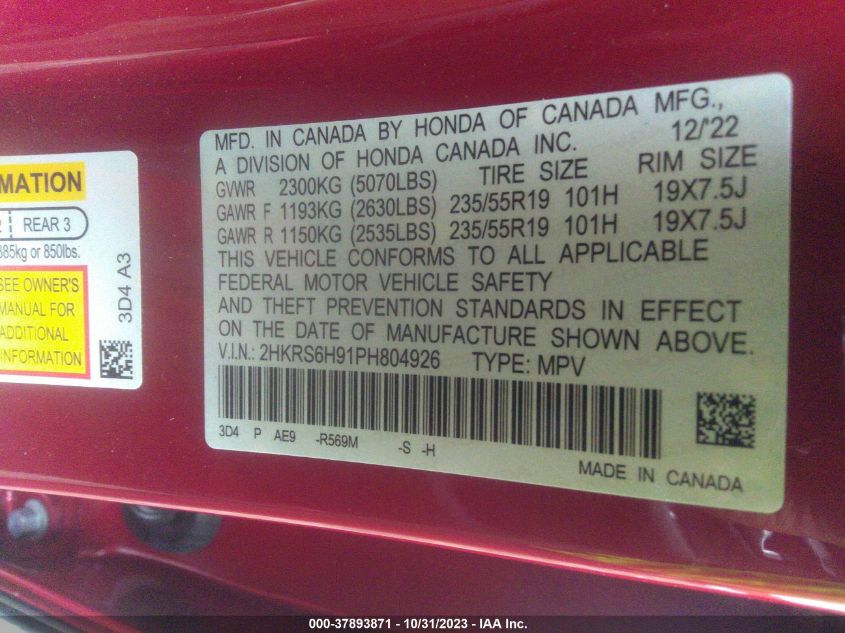 MFD. IN CANADA BY HONDA OF CANADA MFG.,
A DIVISION OF HONDA CANADA INC. 12/'22
GVWR 2300KG (5070LBS) TIRE SIZE RIM SIZE
GAWR F 1193KG (2630LBS) 235/55R19 101H 19X7.5J
GAWR R 1150KG (2535LBS) 235/55R19 101H 19X7.5J
THIS VEHICLE CONFORMS TO ALL APPLICABLE
FEDERAL MOTOR VEHICLE SAFETY
AND THEFT PREVENTION STANDARDS IN EFFECT
ON THE DATE OF MANUFACTURE SHOWN ABOVE.
V.I.N.: 2HKRS6H91PH804926 TYPE: MPV
3D4 P AE9 -R569M -S -H
MADE IN CANADA
REAR 3
or 850lbs.
SEE OWNER'S
MANUAL FOR
ADDITIONAL
INFORMATION
3D4 A3
000-37893871 - 10/31/2023 - IAA Inc.